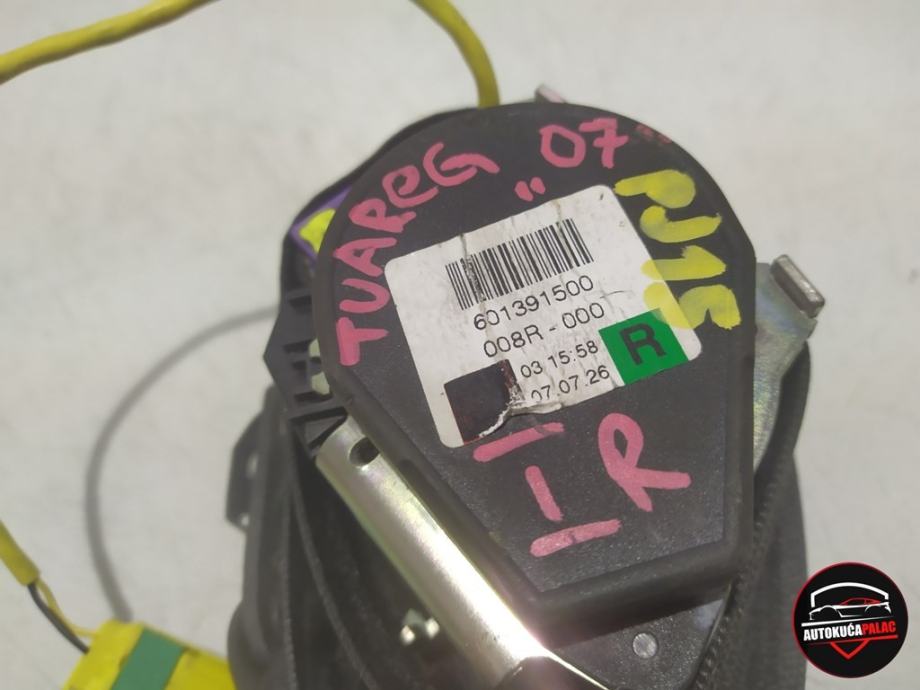 TUAREG "07"
PJ15
601391500
008R-000
03 15:58
07.07.26
R
I R
AUTOKUĆAPALAC